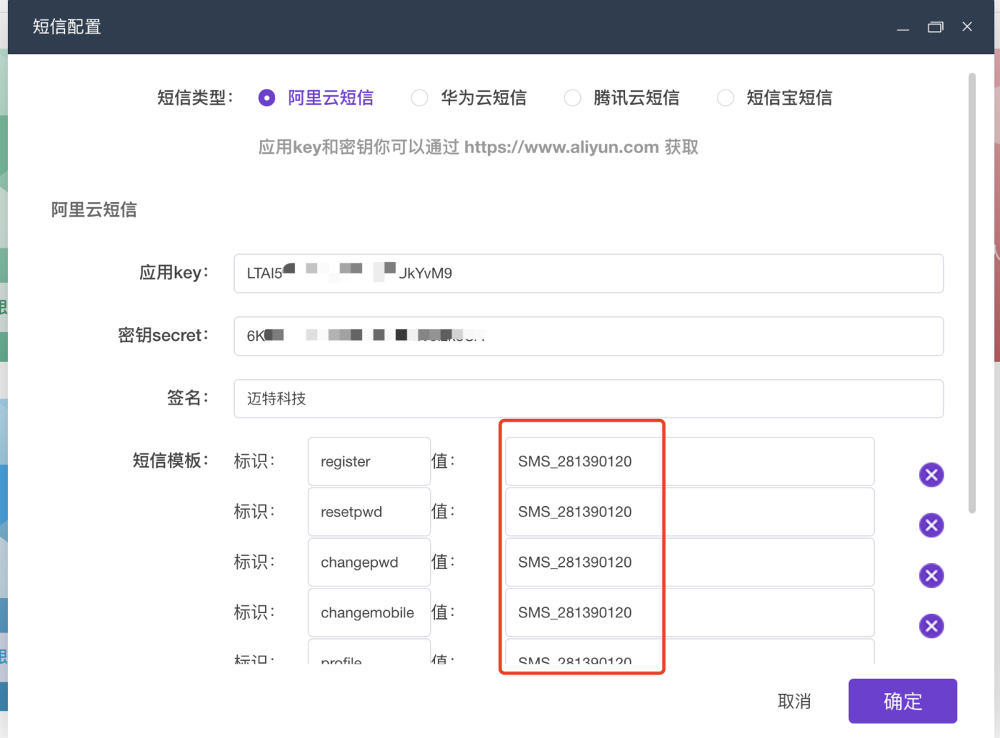 短信配置
短信类型： 阿里云短信 华为云短信 腾讯云短信 短信宝短信
应用key和密钥你可以通过 https://www.aliyun.com 获取
阿里云短信
应用key： LTAI5 JkYvM9
密钥secret： 6K
签名： 迈特科技
短信模板： 标识： register 值： SMS_281390120
标识： resetpwd 值： SMS_281390120
标识： changepwd 值： SMS_281390120
标识： changemobile 值： SMS_281390120
标识： profile 值： SMS_281390120
取消 确定